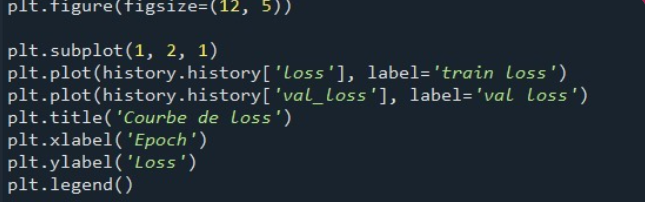 plt.figure(figsize=(12, 5))
plt.subplot(1, 2, 1)
plt.plot(history.history['loss'], label='train loss')
plt.plot(history.history['val_loss'], label='val loss')
plt.title('Courbe de loss')
plt.xlabel('Epoch')
plt.ylabel('Loss')
plt.legend()